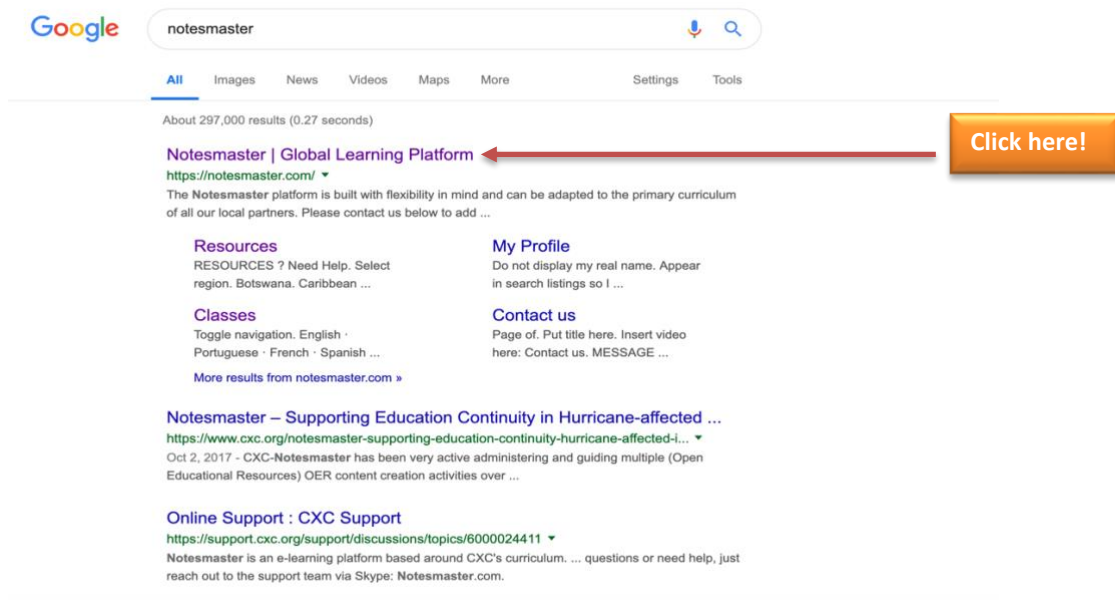 Google
notesmaster
All Images News Videos Maps More Settings Tools
About 297,000 results (0.27 seconds)
Click here!
Notesmaster | Global Learning Platform
https://notesmaster.com/
The Notesmaster platform is built with flexibility in mind and can be adapted to the primary curriculum
of all our local partners. Please contact us below to add ...
Resources
RESOURCES ? Need Help. Select
region. Botswana. Caribbean ...
My Profile
Do not display my real name. Appear
in search listings so I ...
Classes
Toggle navigation. English ·
Portuguese · French · Spanish ...
Contact us
Page of. Put title here. Insert video
here: Contact us. MESSAGE ...
More results from notesmaster.com »
Notesmaster – Supporting Education Continuity in Hurricane-affected ...
https://www.cxc.org/notesmaster-supporting-education-continuity-hurricane-affected-i...
Oct 2, 2017 - CXC-Notesmaster has been very active administering and guiding multiple (Open
Educational Resources) OER content creation activities over ...
Online Support : CXC Support
https://support.cxc.org/support/discussions/topics/6000024411
Notesmaster is an e-learning platform based around CXC's curriculum. ... questions or need help, just
reach out to the support team via Skype: Notesmaster.com.